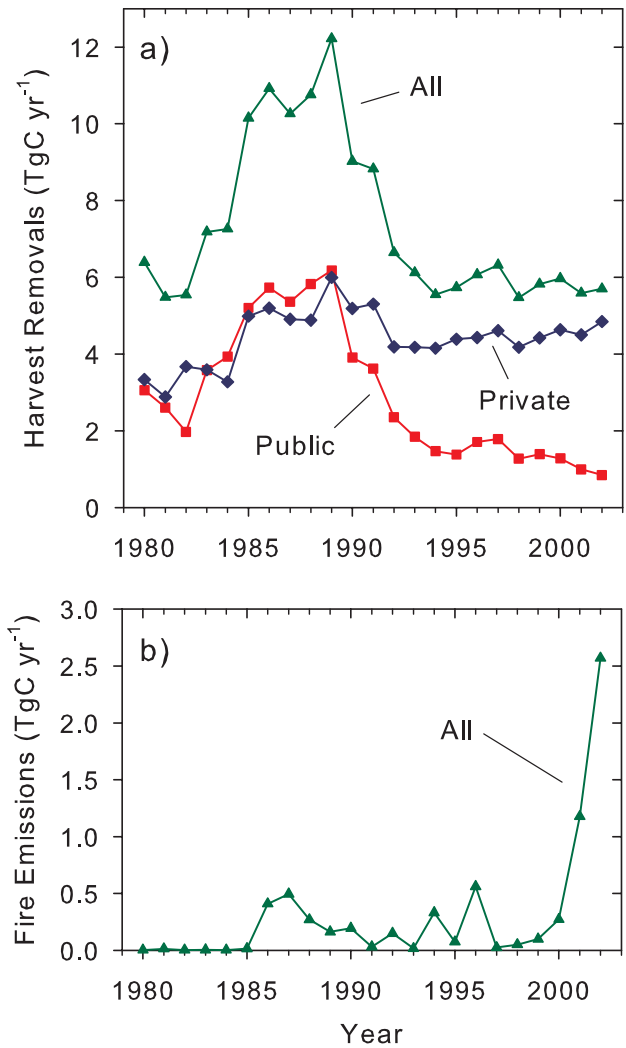 a)
Harvest Removals (TgC yr-1)
12
10
8
6
4
2
0
All
Private
Public
1980 1985 1990 1995 2000
b)
Fire Emissions (TgC yr-1)
3.0
2.5
2.0
1.5
1.0
0.5
0.0
All
1980 1985 1990 1995 2000
Year